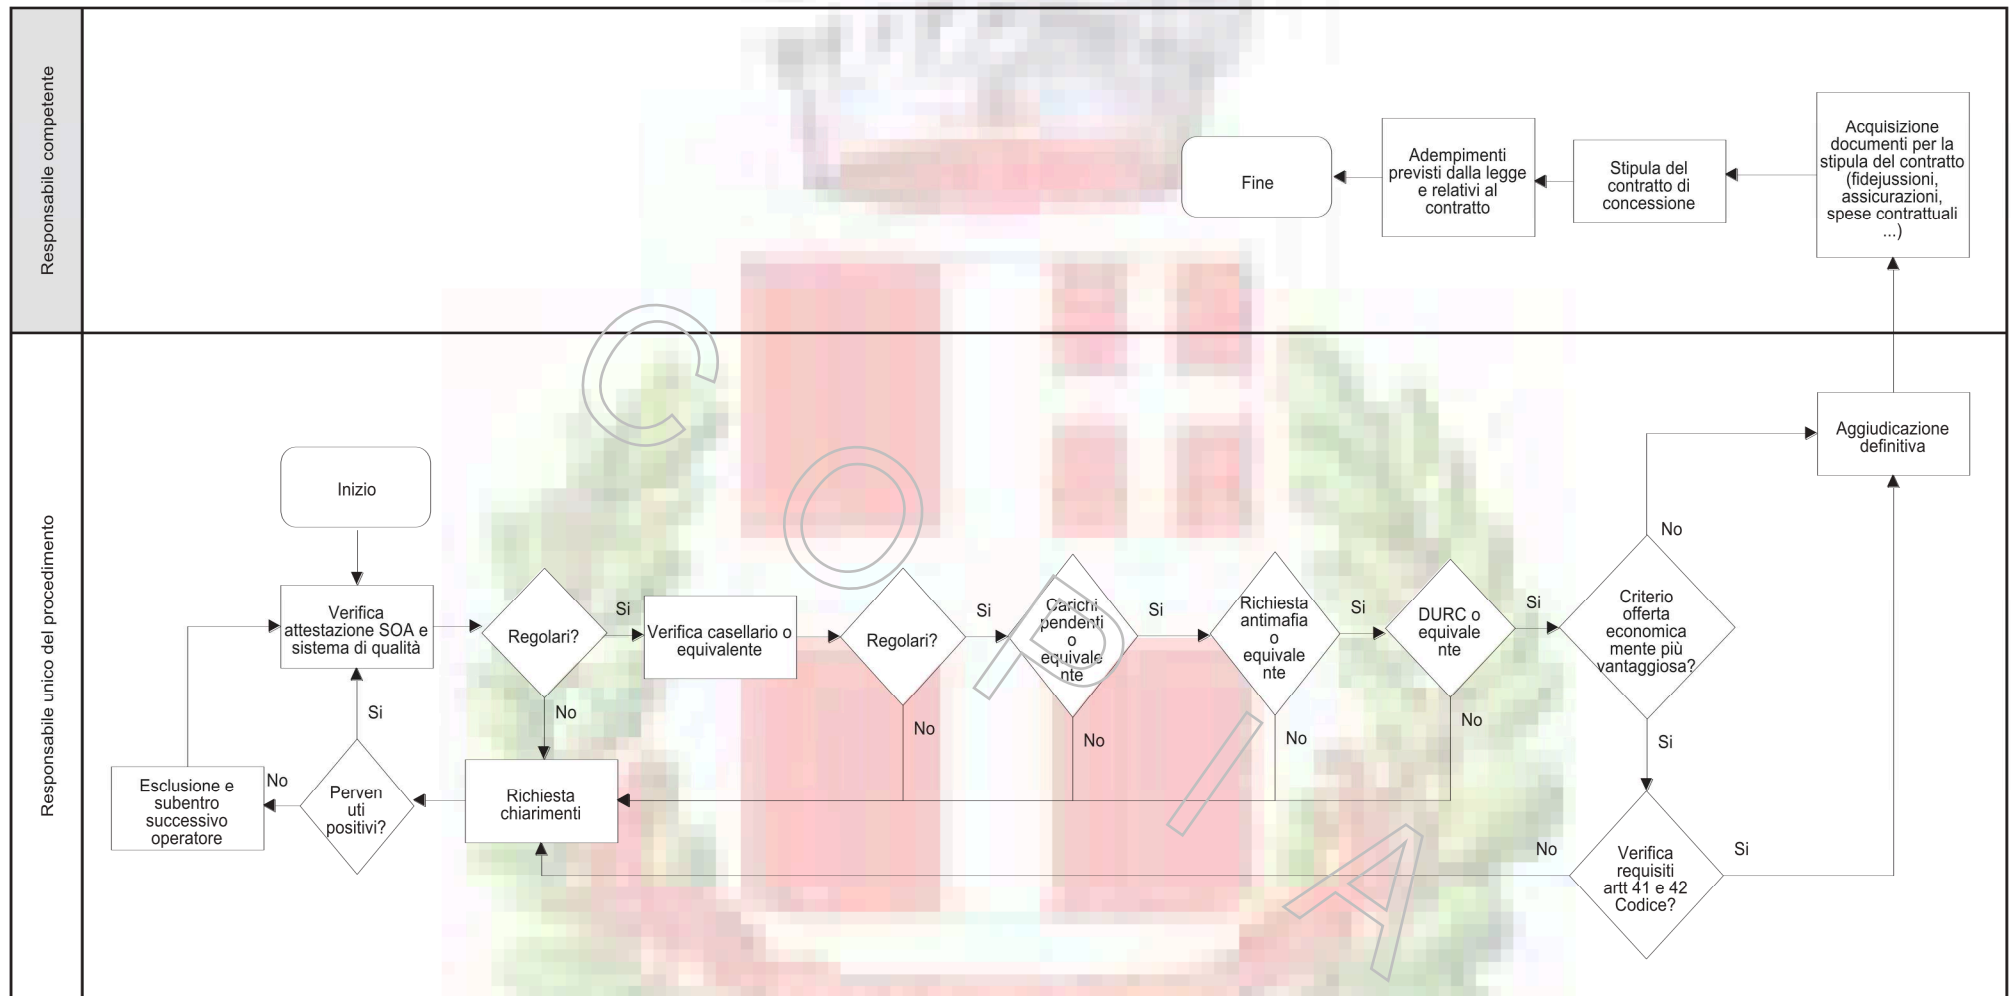 Responsabile competente
Fine
Adempimenti
previsti dalla legge
e relativi al
contratto
Stipula del
contratto di
concessione
Acquisizione
documenti per la
stipula del contratto
(fidejussioni,
assicurazioni,
spese contrattuali
...)
Responsabile unico del procedimento
Inizio
Verifica
attestazione SOA e
sistema di qualità
Regolari?
Si
No
Verifica casellario o
equivalente
Regolari?
Si
No
Carichi
pendenti
o
equivale
nte
Si
No
Richiesta
antimafia
o
equivale
nte
Si
No
DURC o
equivale
nte
Si
No
Criterio
offerta
economica
mente più
vantaggiosa?
No
Si
Aggiudicazione
definitiva
Esclusione e
subentro
successivo
operatore
No
Perven
uti
positivi?
Si
Richiesta
chiarimenti
No
Verifica
requisiti
artt 41 e 42
Codice?
Si
COPIA